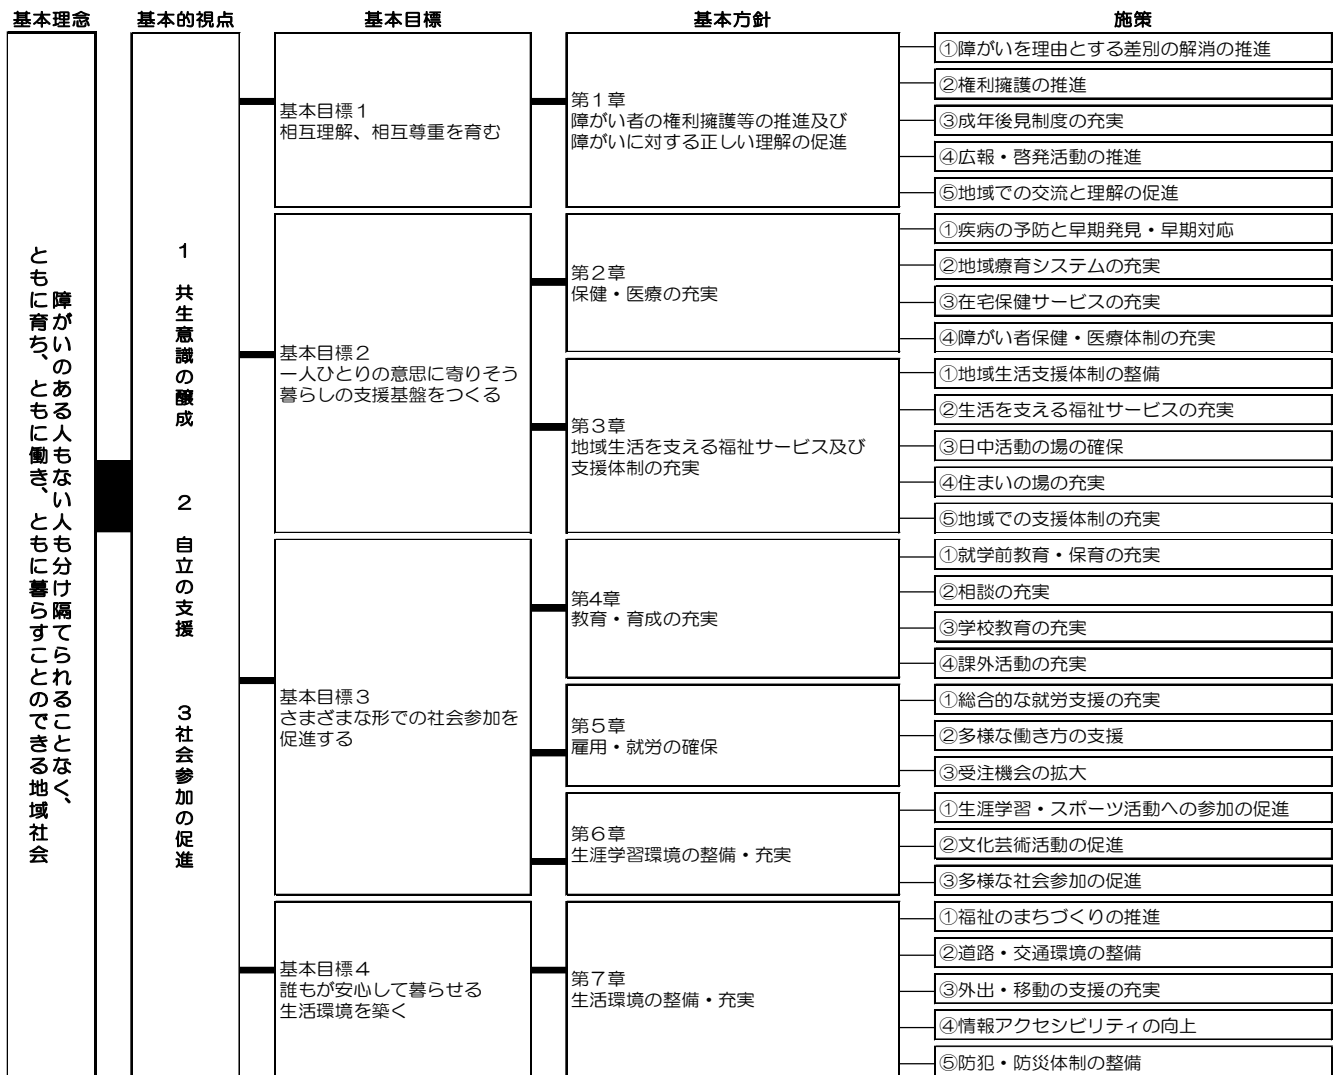 基本理念
基本的視点
基本目標
基本方針
施策
障がいのある人もない人も分け隔てられることなく、
ともに育ち、ともに働き、ともに暮らすことのできる地域社会
1 共生意識の醸成
2 自立の支援
3 社会参加の促進
基本目標1
相互理解、相互尊重を育む
第1章
障がい者の権利擁護等の推進及び
障がいに対する正しい理解の促進
①障がいを理由とする差別の解消の推進
②権利擁護の推進
③成年後見制度の充実
④広報・啓発活動の推進
⑤地域での交流と理解の促進
基本目標2
一人ひとりの意思に寄りそう
暮らしの支援基盤をつくる
第2章
保健・医療の充実
①疾病の予防と早期発見・早期対応
②地域療育システムの充実
③在宅保健サービスの充実
④障がい者保健・医療体制の充実
第3章
地域生活を支える福祉サービス及び
支援体制の充実
①地域生活支援体制の整備
②生活を支える福祉サービスの充実
③日中活動の場の確保
④住まいの場の充実
⑤地域での支援体制の充実
基本目標3
さまざまな形での社会参加を
促進する
第4章
教育・育成の充実
①就学前教育・保育の充実
②相談の充実
③学校教育の充実
④課外活動の充実
第5章
雇用・就労の確保
①総合的な就労支援の充実
②多様な働き方の支援
③受注機会の拡大
第6章
生涯学習環境の整備・充実
①生涯学習・スポーツ活動への参加の促進
②文化芸術活動の促進
③多様な社会参加の促進
基本目標4
誰もが安心して暮らせる
生活環境を築く
第7章
生活環境の整備・充実
①福祉のまちづくりの推進
②道路・交通環境の整備
③外出・移動の支援の充実
④情報アクセシビリティの向上
⑤防犯・防災体制の整備